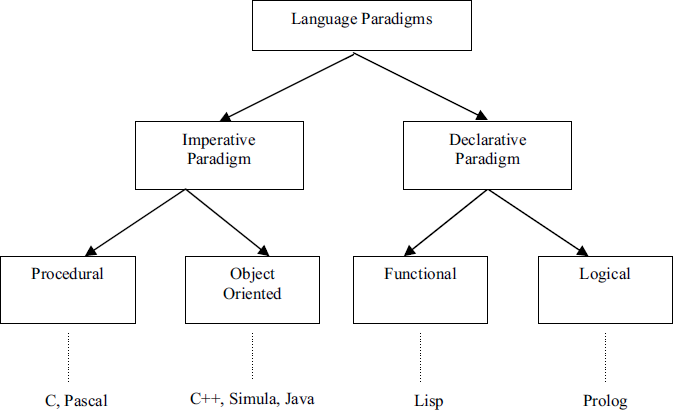 Language Paradigms
Imperative
Paradigm
Declarative
Paradigm
Procedural
Object
Oriented
Functional
Logical
C, Pascal
C++, Simula, Java
Lisp
Prolog